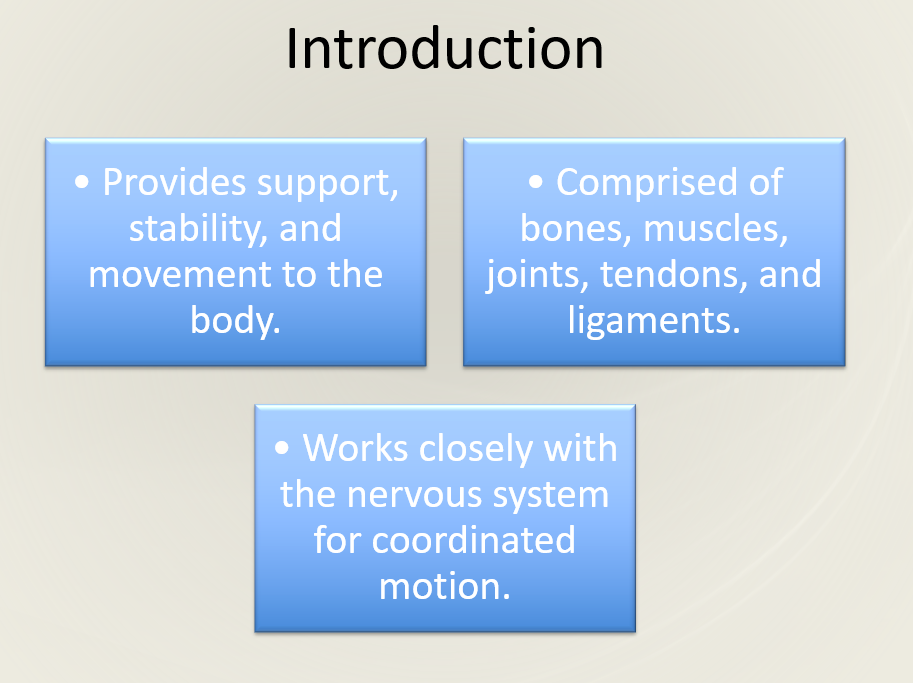 Introduction
• Provides support,
stability, and
movement to the
body.
• Comprised of
bones, muscles,
joints, tendons, and
ligaments.
• Works closely with
the nervous system
for coordinated
motion.